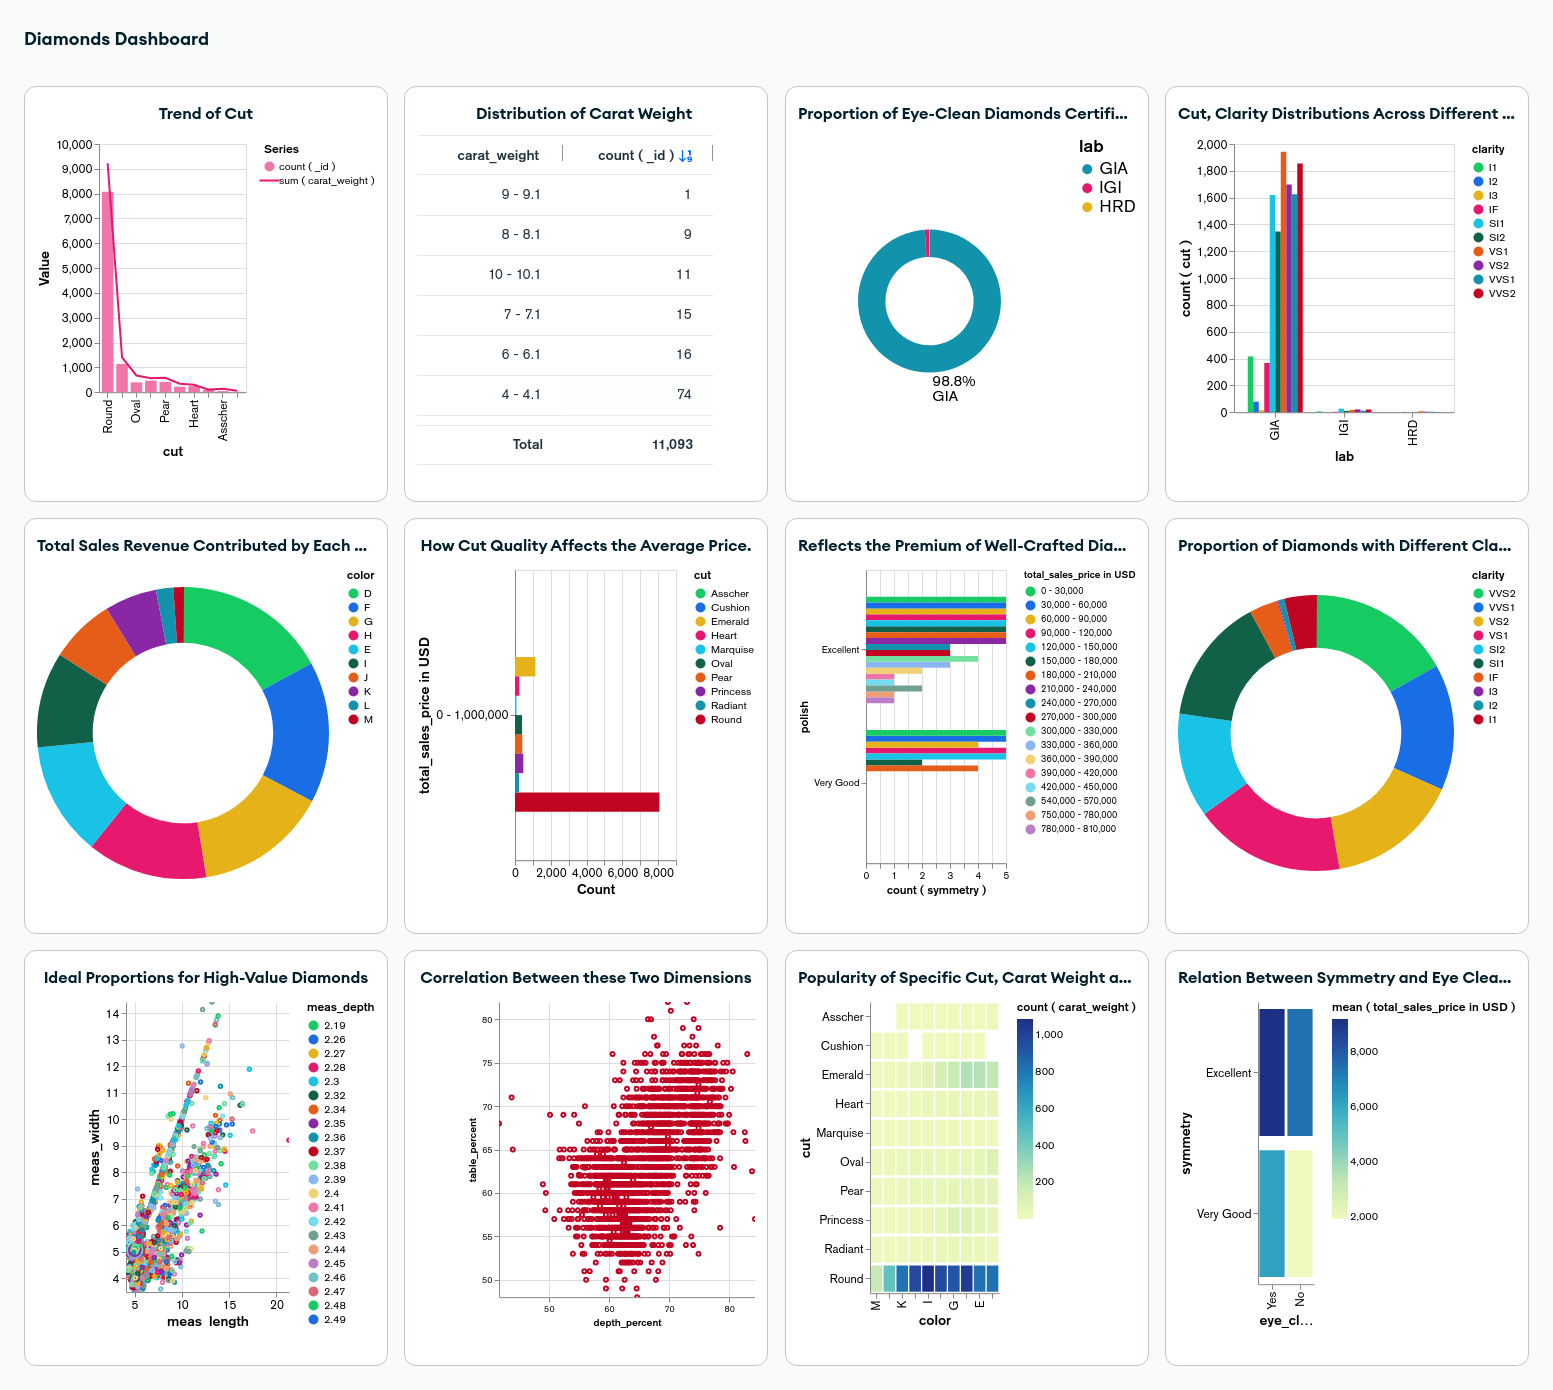 Diamonds Dashboard
Trend of Cut
Value
10,000
9,000
8,000
7,000
6,000
5,000
4,000
3,000
2,000
1,000
0
Round
Oval
Pear
Heart
Asscher
cut
Series
count ( _id )
sum ( carat_weight )
Distribution of Carat Weight
carat_weight count ( _id )
9 - 9.1 1
8 - 8.1 9
10 - 10.1 11
7 - 7.1 15
6 - 6.1 16
4 - 4.1 74
Total 11,093
Proportion of Eye-Clean Diamonds Certifi...
lab
GIA
IGI
HRD
98.8%
GIA
Cut, Clarity Distributions Across Different ...
count ( cut )
2,000
1,800
1,600
1,400
1,200
1,000
800
600
400
200
0
GIA
IGI
HRD
lab
clarity
I1
I2
I3
IF
SI1
SI2
VS1
VS2
VVS1
VVS2
Total Sales Revenue Contributed by Each ...
color
D
F
G
H
E
I
J
K
L
M
How Cut Quality Affects the Average Price.
total_sales_price in USD
0 - 1,000,000
0 2,000 4,000 6,000 8,000
Count
cut
Asscher
Cushion
Emerald
Heart
Marquise
Oval
Pear
Princess
Radiant
Round
Reflects the Premium of Well-Crafted Dia...
polish
Excellent
Very Good
0 1 2 3 4 5
count ( symmetry )
total_sales_price in USD
0 - 30,000
30,000 - 60,000
60,000 - 90,000
90,000 - 120,000
120,000 - 150,000
150,000 - 180,000
180,000 - 210,000
210,000 - 240,000
240,000 - 270,000
270,000 - 300,000
300,000 - 330,000
330,000 - 360,000
360,000 - 390,000
390,000 - 420,000
420,000 - 450,000
540,000 - 570,000
750,000 - 780,000
780,000 - 810,000
Proportion of Diamonds with Different Cla...
clarity
VVS2
VVS1
VS2
VS1
SI2
SI1
IF
I3
I2
I1
Ideal Proportions for High-Value Diamonds
meas_width
14
13
12
11
10
9
8
7
6
5
4
5 10 15 20
meas_length
meas_depth
2.19
2.26
2.27
2.28
2.3
2.32
2.34
2.35
2.36
2.37
2.38
2.39
2.4
2.41
2.42
2.43
2.44
2.45
2.46
2.47
2.48
2.49
Correlation Between these Two Dimensions
table_percent
80
75
70
65
60
55
50
50 60 70 80
depth_percent
Popularity of Specific Cut, Carat Weight a...
cut
Asscher
Cushion
Emerald
Heart
Marquise
Oval
Pear
Princess
Radiant
Round
M
K
I
G
E
color
count ( carat_weight )
1,000
800
600
400
200
Relation Between Symmetry and Eye Clea...
symmetry
Excellent
Very Good
Yes
No
eye_cl...
mean ( total_sales_price in USD )
8,000
6,000
4,000
2,000